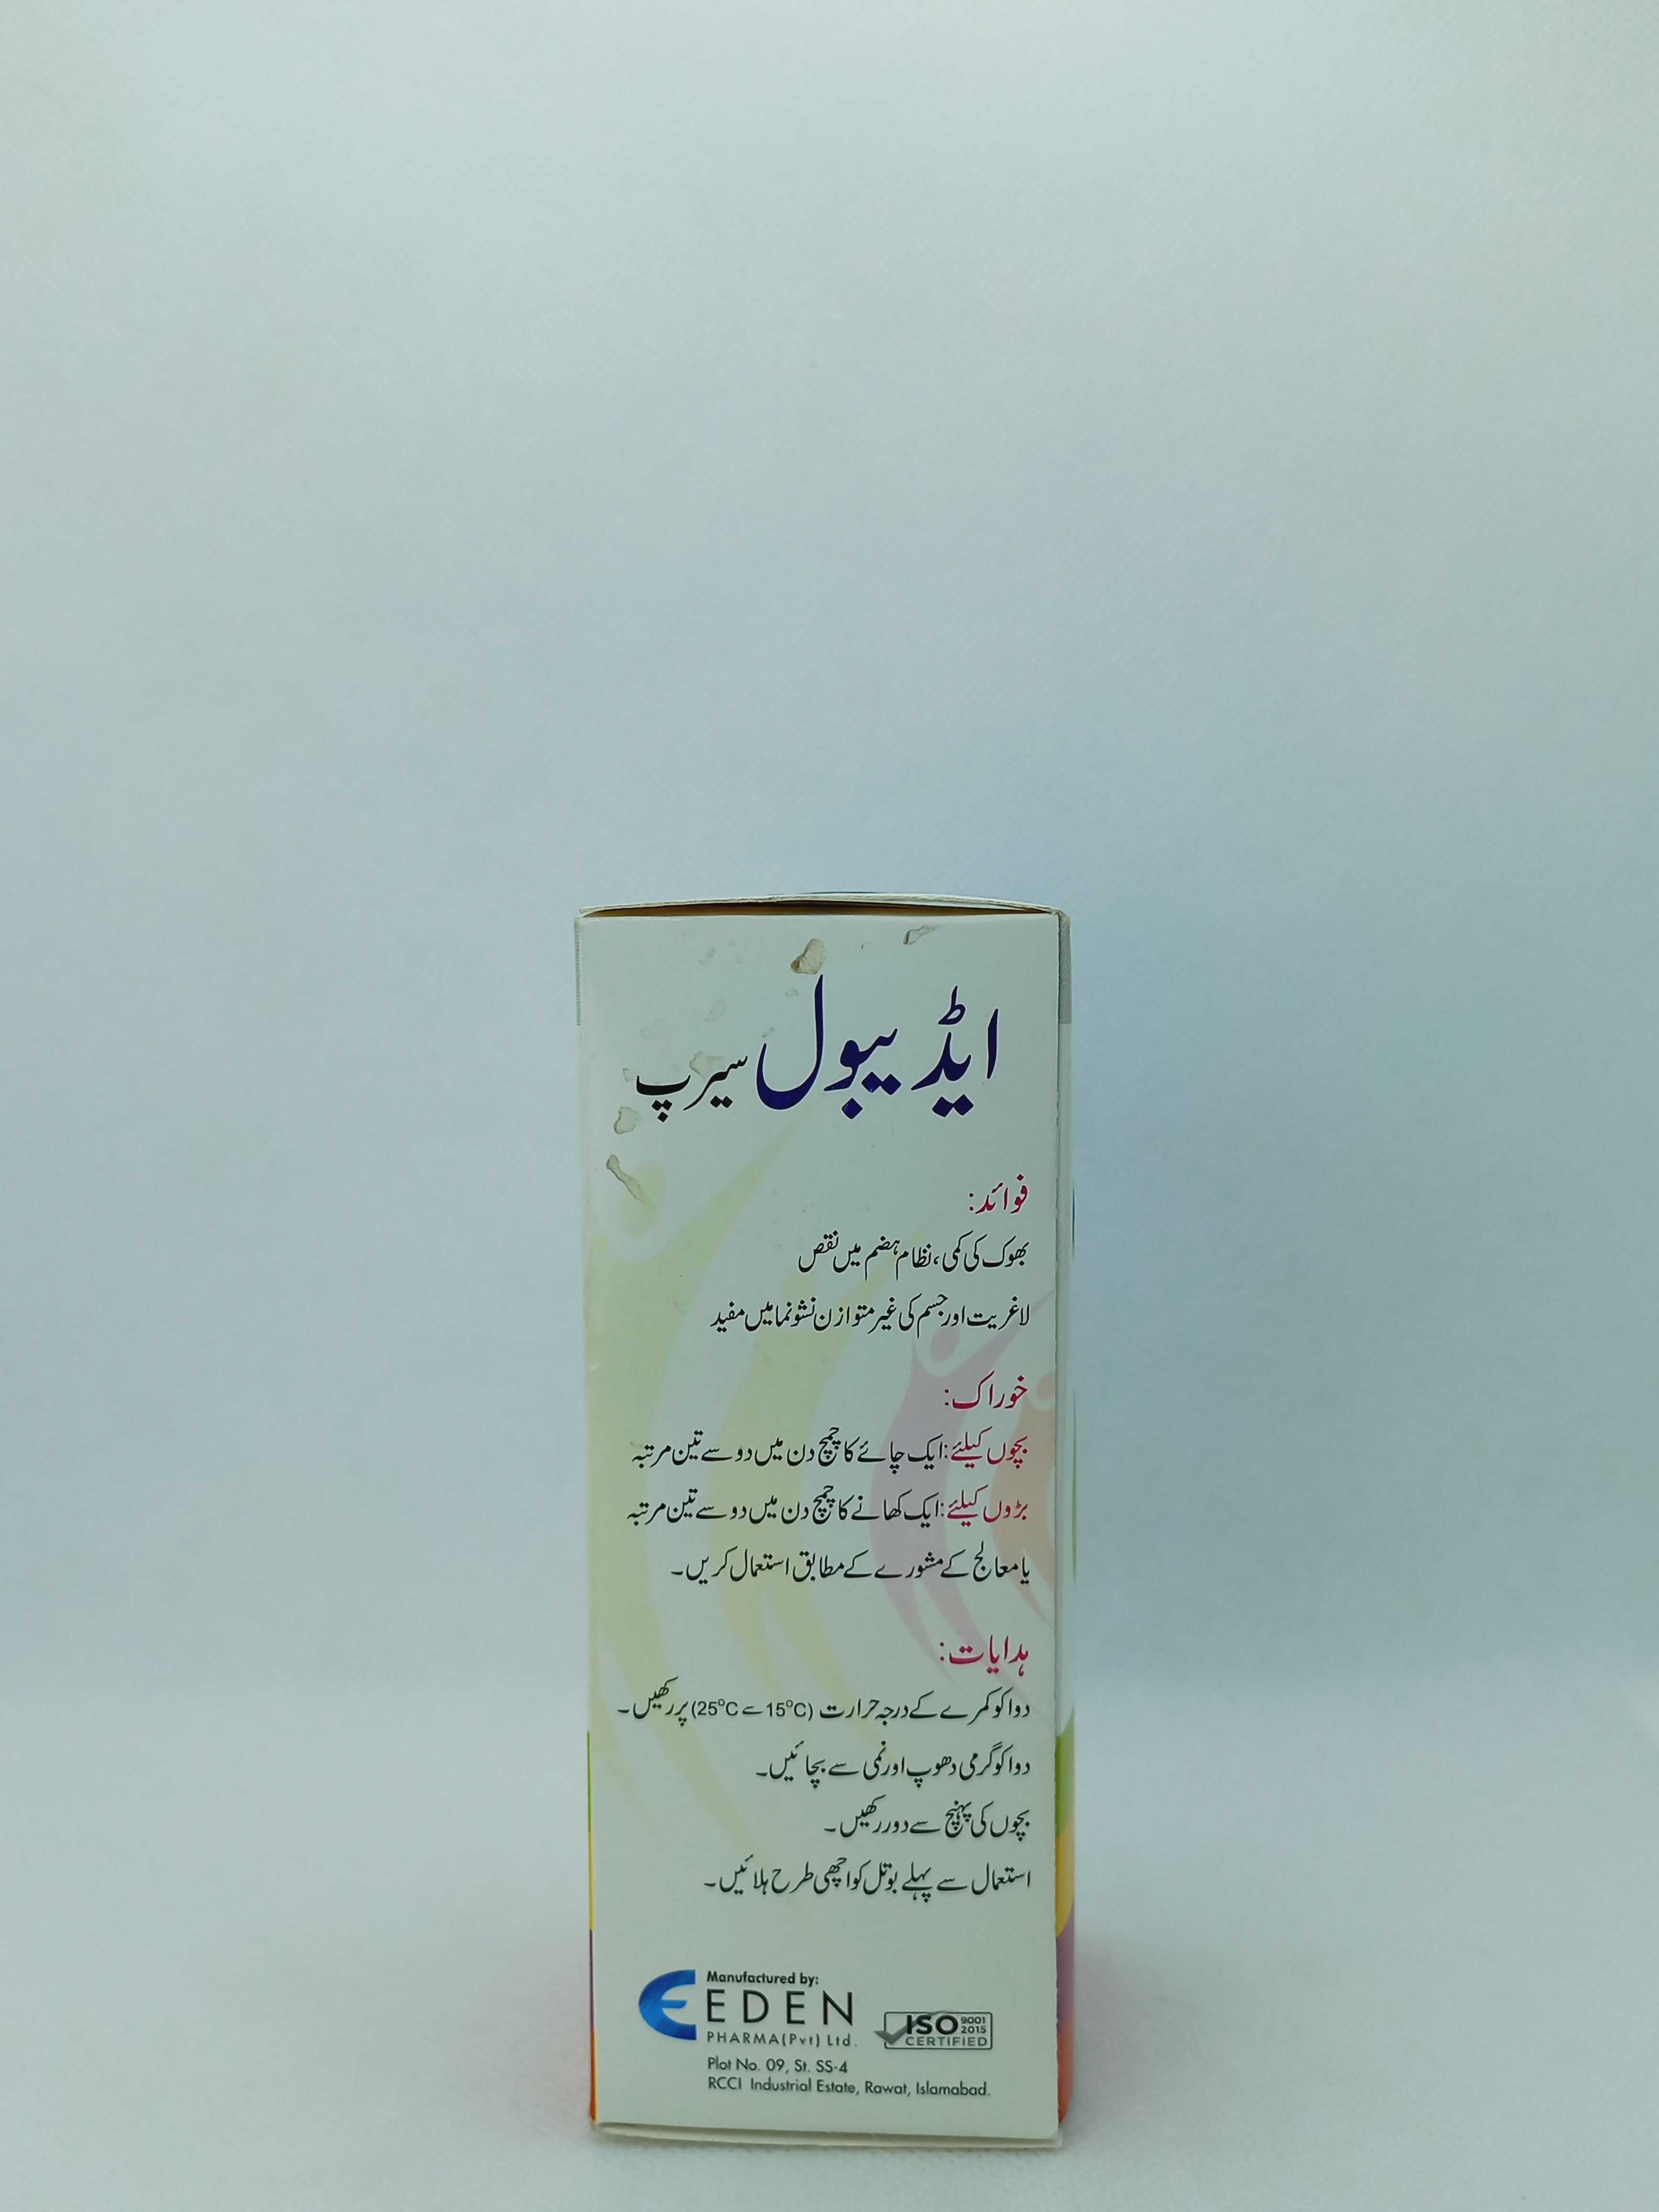 ایڈیبول سیرپ
فوائد:
بھوک کی کمی، نظام ہضم میں نقص
لاغریت اور جسم کی غیر متوازن نشونما میں مفید
خوراک:
بچوں کیلئے: ایک چائے کا چمچ دن میں دو سے تین مرتبہ
بڑوں کیلئے: ایک کھانے کا چمچ دن میں دو سے تین مرتبہ
یا معالج کے مشورے کے مطابق استعمال کریں۔
ہدایات:
دوا کو کمرے کے درجہ حرارت (15°C سے 25°C) پر رکھیں۔
دوا کو گرمی دھوپ اور نمی سے بچائیں۔
بچوں کی پہنچ سے دور رکھیں۔
استعمال سے پہلے بوتل کو اچھی طرح ہلائیں۔
Manufactured by:
EDEN
PHARMA(Pvt) Ltd.
ISO 9001 2015
CERTIFIED
Plot No. 09, St. SS-4
RCCI Industrial Estate, Rawat, Islamabad.